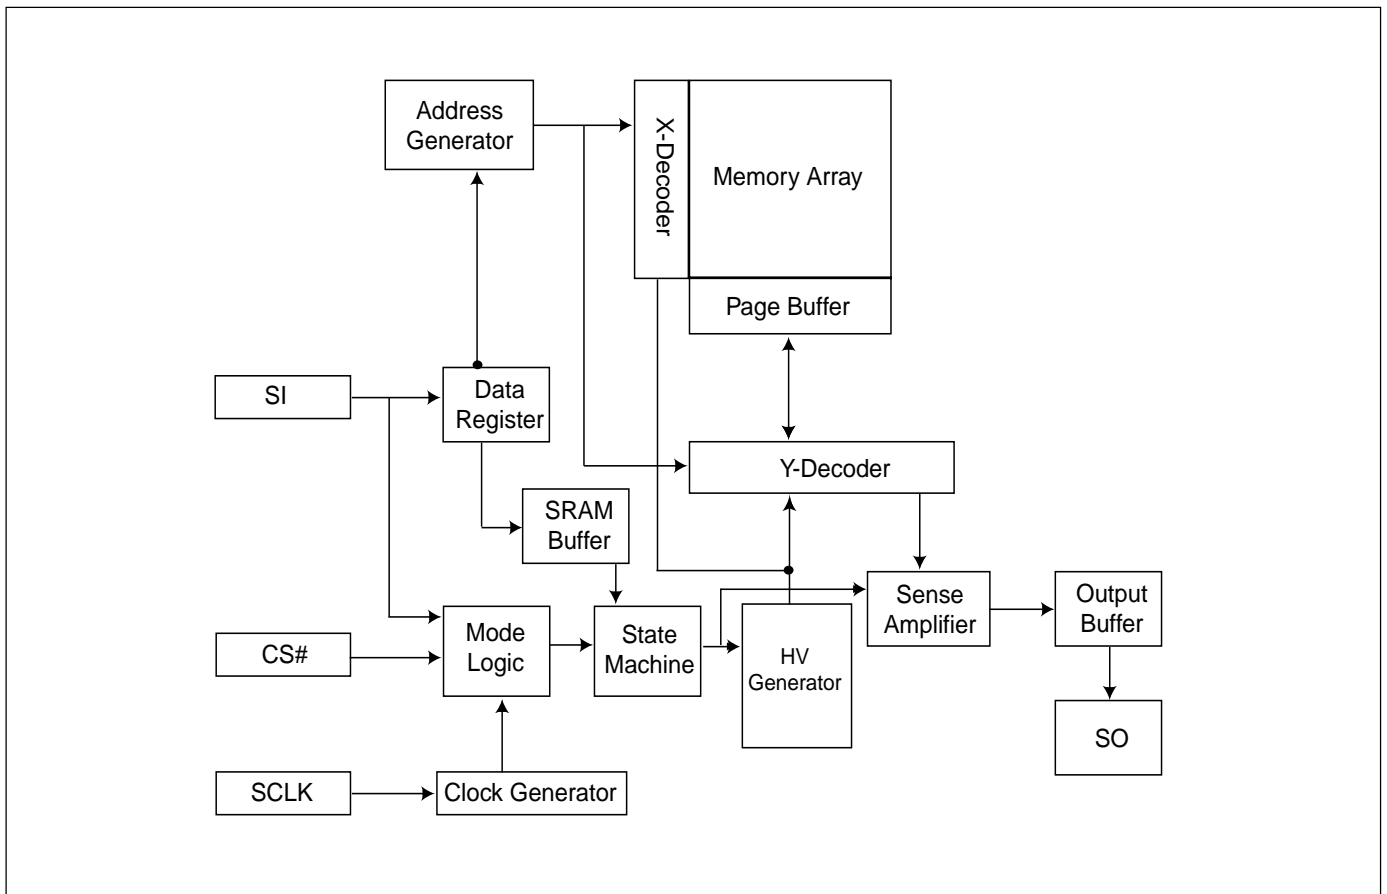 Address
Generator
X-Decoder
Memory Array
Page Buffer
SI
Data
Register
Y-Decoder
SRAM
Buffer
Sense
Amplifier
Output
Buffer
CS#
Mode
Logic
State
Machine
HV
Generator
SO
SCLK
Clock Generator